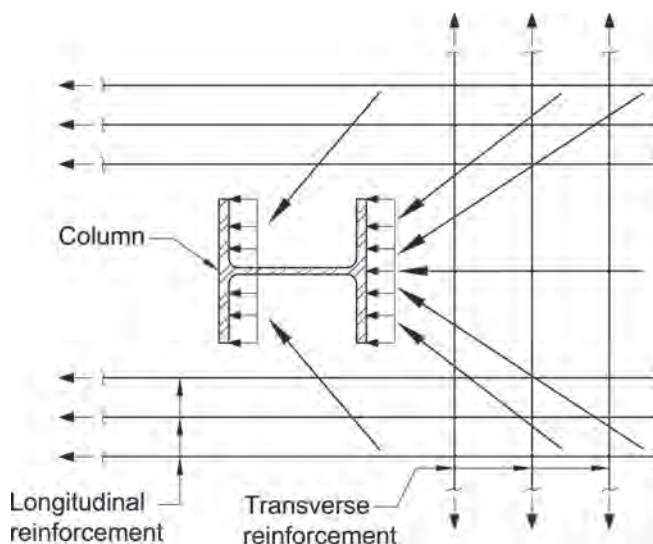 Column
Longitudinal
reinforcement
Transverse
reinforcement